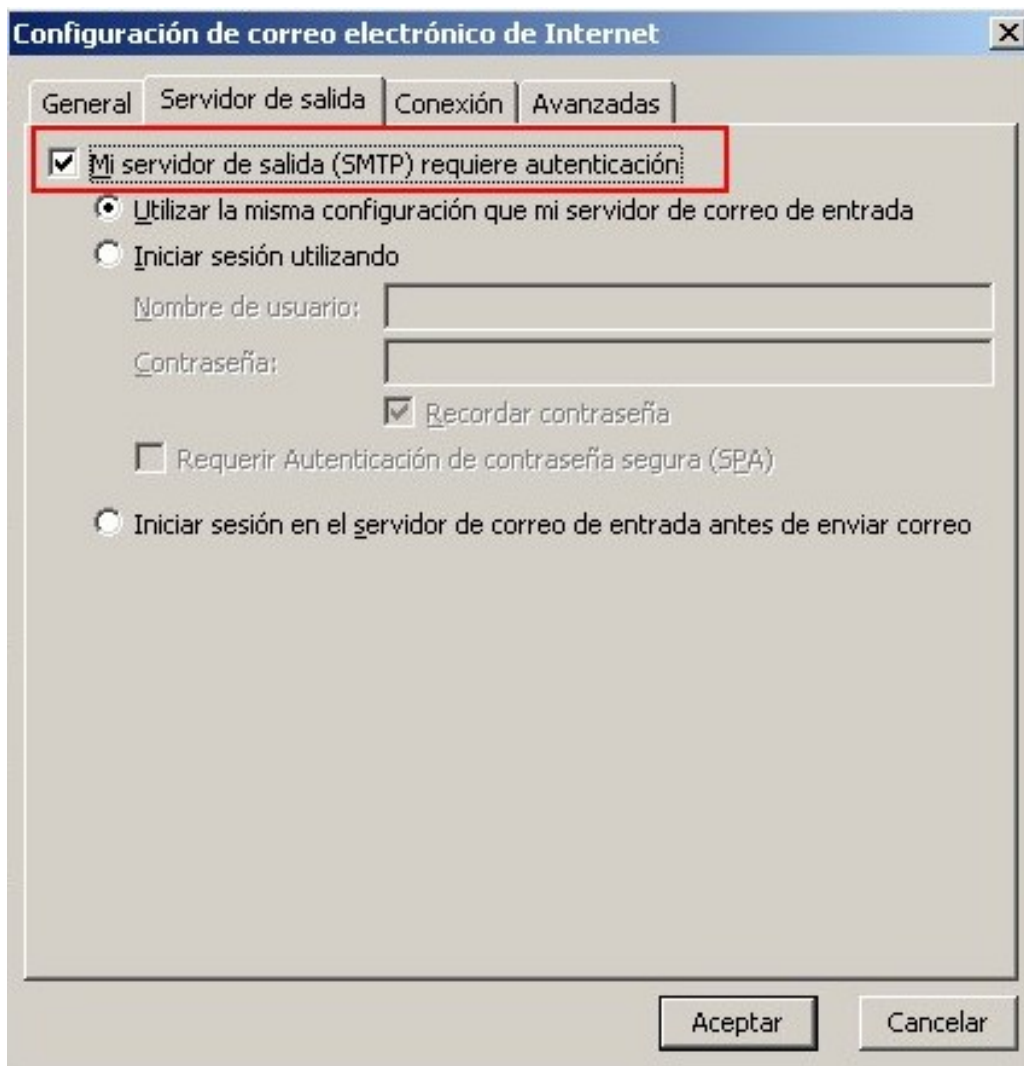 Configuración de correo electrónico de Internet
General Servidor de salida Conexión Avanzadas
Mi servidor de salida (SMTP) requiere autenticación
Utilizar la misma configuración que mi servidor de correo de entrada
Iniciar sesión utilizando
Nombre de usuario:
Contraseña:
Recordar contraseña
Requerir Autenticación de contraseña segura (SPA)
Iniciar sesión en el servidor de correo de entrada antes de enviar correo
Aceptar Cancelar